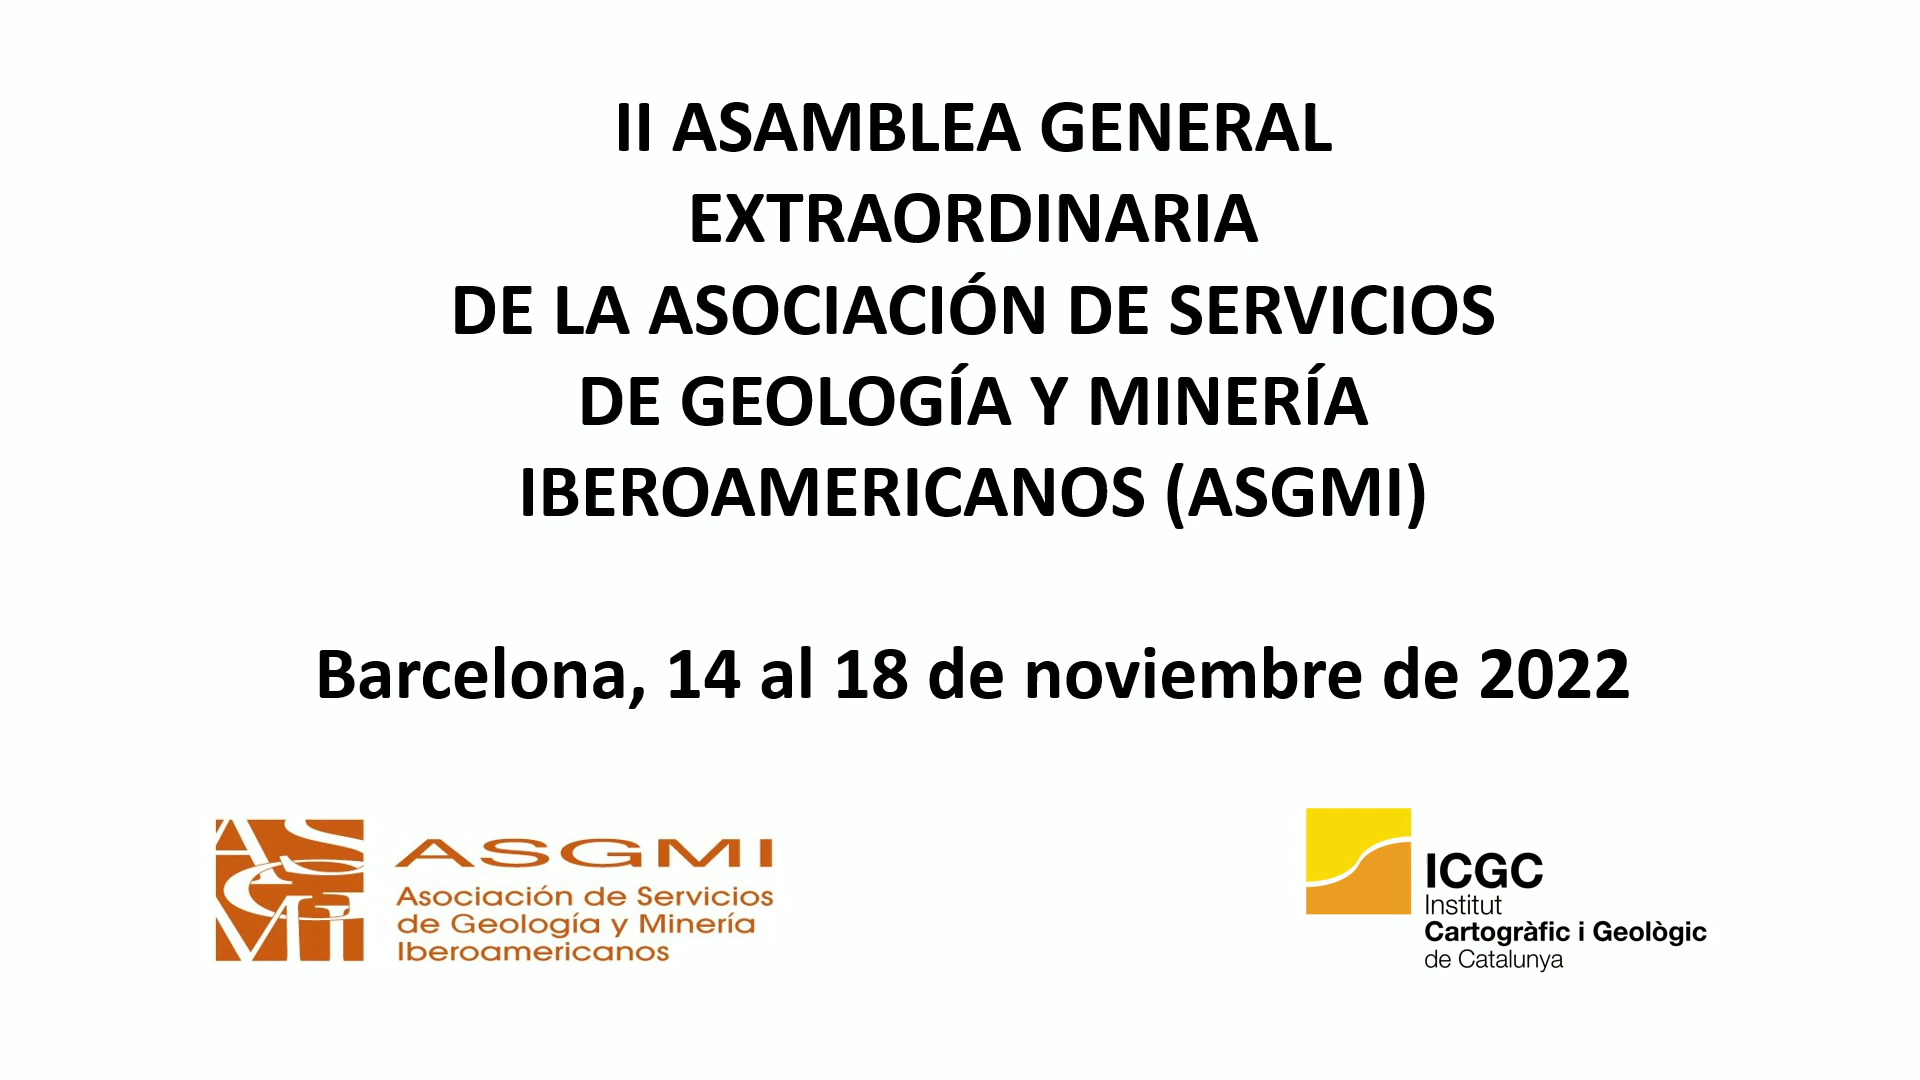 II ASAMBLEA GENERAL
EXTRAORDINARIA
DE LA ASOCIACIÓN DE SERVICIOS
DE GEOLOGÍA Y MINERÍA
IBEROAMERICANOS (ASGMI)
Barcelona, 14 al 18 de noviembre de 2022
ASGMI
ASGMI
Asociación de Servicios
de Geología y Minería
Iberoamericanos
ICGC
Institut
Cartogràfic i Geològic
de Catalunya